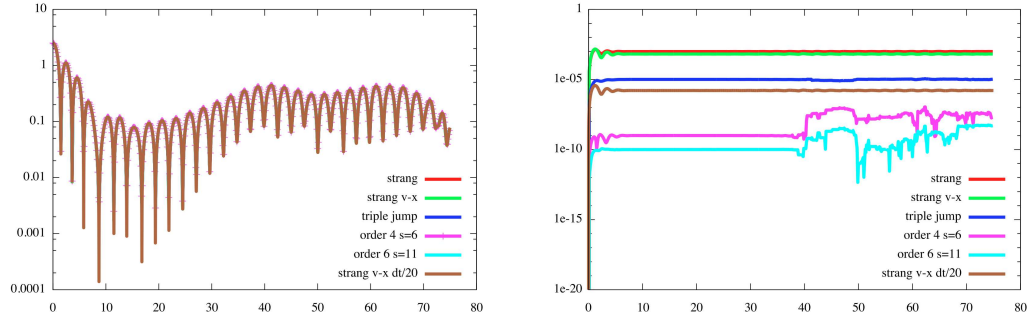 10
1
0.1
0.01
0.001
0.0001
0 10 20 30 40 50 60 70 80
strang
strang v-x
triple jump
order 4 s=6
order 6 s=11
strang v-x dt/20
1
1e-05
1e-10
1e-15
1e-20
0 10 20 30 40 50 60 70 80
strang
strang v-x
triple jump
order 4 s=6
order 6 s=11
strang v-x dt/20